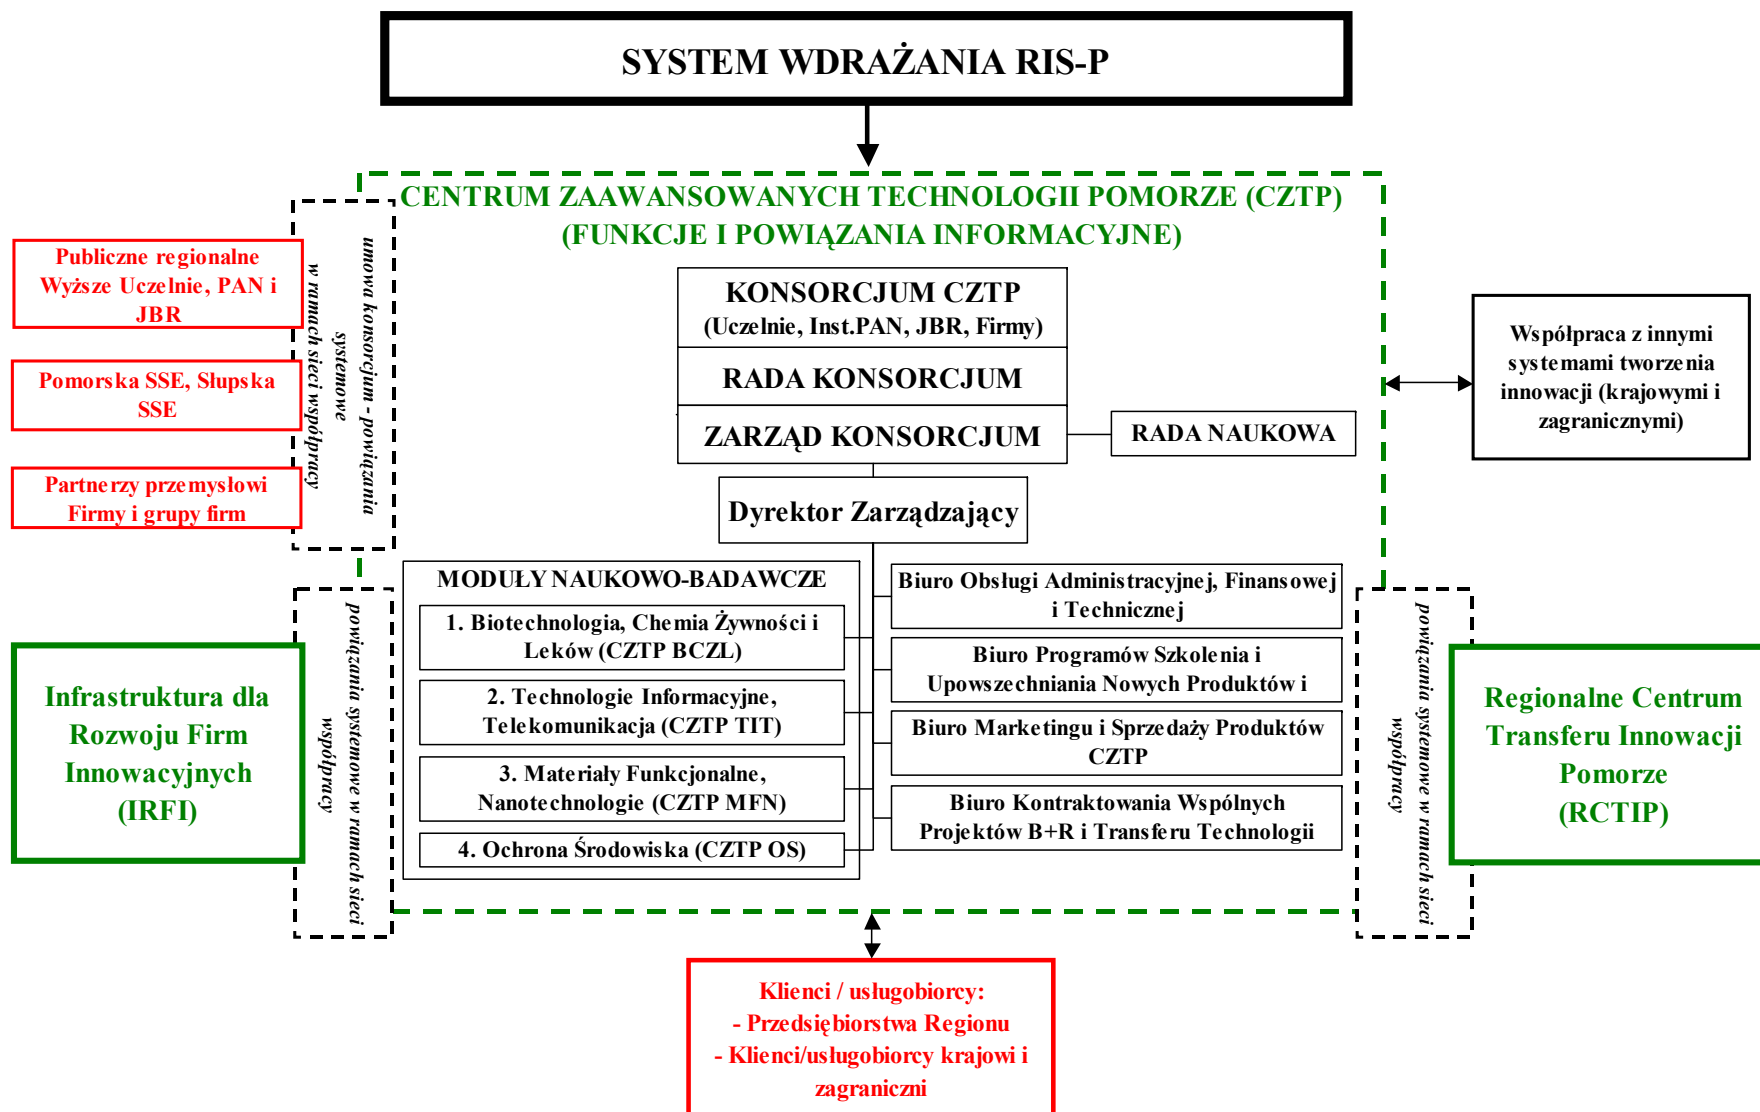 SYSTEM WDRAŻANIA RIS-P
CENTRUM ZAAWANSOWANYCH TECHNOLOGII POMORZE (CZTP)
(FUNKCJE I POWIĄZANIA INFORMACYJNE)
Publiczne regionalne
Wyższe Uczelnie, PAN i
JBR
Pomorska SSE, Słupska
SSE
Partnerzy przemysłowi
Firmy i grupy firm
umowa konsorcjum - powiązania
systemowe
w ramach sieci współpracy
KONSORCJUM CZTP
(Uczelnie, Inst.PAN, JBR, Firmy)
RADA KONSORCJUM
ZARZĄD KONSORCJUM
RADA NAUKOWA
Dyrektor Zarządzający
Współpraca z innymi
systemami tworzenia
innowacji (krajowymi i
zagranicznymi)
Infrastruktura dla
Rozwoju Firm
Innowacyjnych
(IRFI)
powiązania systemowe w ramach sieci
współpracy
MODUŁY NAUKOWO-BADAWCZE
1. Biotechnologia, Chemia Żywności i
Leków (CZTP BCZL)
2. Technologie Informacyjne,
Telekomunikacja (CZTP TIT)
3. Materiały Funkcjonalne,
Nanotechnologie (CZTP MFN)
4. Ochrona Środowiska (CZTP OS)
Biuro Obsługi Administracyjnej, Finansowej
i Technicznej
Biuro Programów Szkolenia i
Upowszechniania Nowych Produktów i
Biuro Marketingu i Sprzedaży Produktów
CZTP
Biuro Kontraktowania Wspólnych
Projektów B+R i Transferu Technologii
powiązania systemowe w ramach sieci
współpracy
Regionalne Centrum
Transferu Innowacji
Pomorze
(RCTIP)
Klienci / usługobiorcy:
- Przedsiębiorstwa Regionu
- Klienci/usługobiorcy krajowi i
zagraniczni